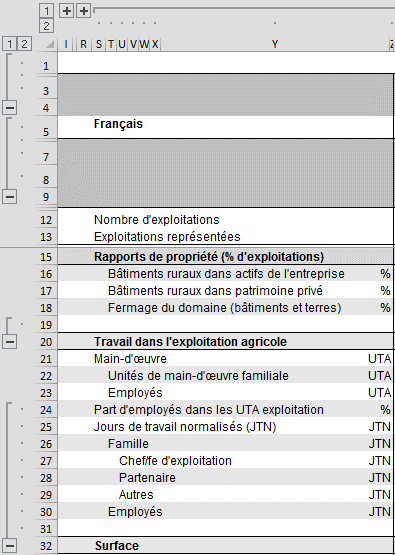 1
2
1 2 I R S T U V W X Y Z
1
3
4
5 Français
7
8
9
12 Nombre d'exploitations
13 Exploitations représentées
15 Rapports de propriété (% d'exploitations)
16 Bâtiments ruraux dans actifs de l'entreprise %
17 Bâtiments ruraux dans patrimoine privé %
18 Fermage du domaine (bâtiments et terres) %
19
20 Travail dans l'exploitation agricole
21 Main-d'œuvre UTA
22 Unités de main-d'œuvre familiale UTA
23 Employés UTA
24 Part d'employés dans les UTA exploitation %
25 Jours de travail normalisés (JTN) JTN
26 Famille JTN
27 Chef/fe d'exploitation JTN
28 Partenaire JTN
29 Autres JTN
30 Employés JTN
31
32 Surface